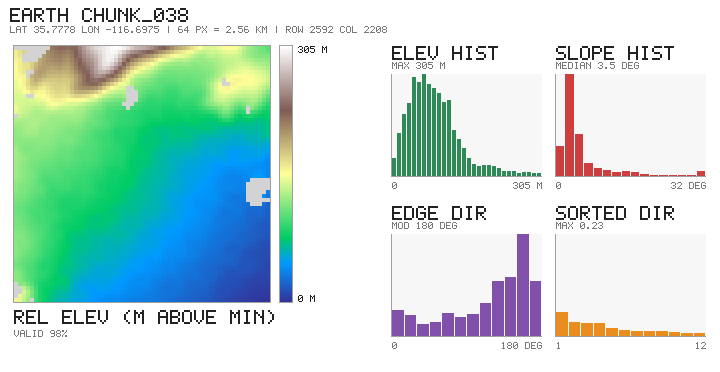 EARTH CHUNK_038
LAT 35.7778 LON -116.6975 | 64 PX = 2.56 KM | ROW 2592 COL 2208
305 M
0 M
REL ELEV (M ABOVE MIN)
VALID 98%
ELEV HIST
MAX 305 M
0 305 M
SLOPE HIST
MEDIAN 3.5 DEG
0 32 DEG
EDGE DIR
MOD 180 DEG
0 180 DEG
SORTED DIR
MAX 0.23
1 12